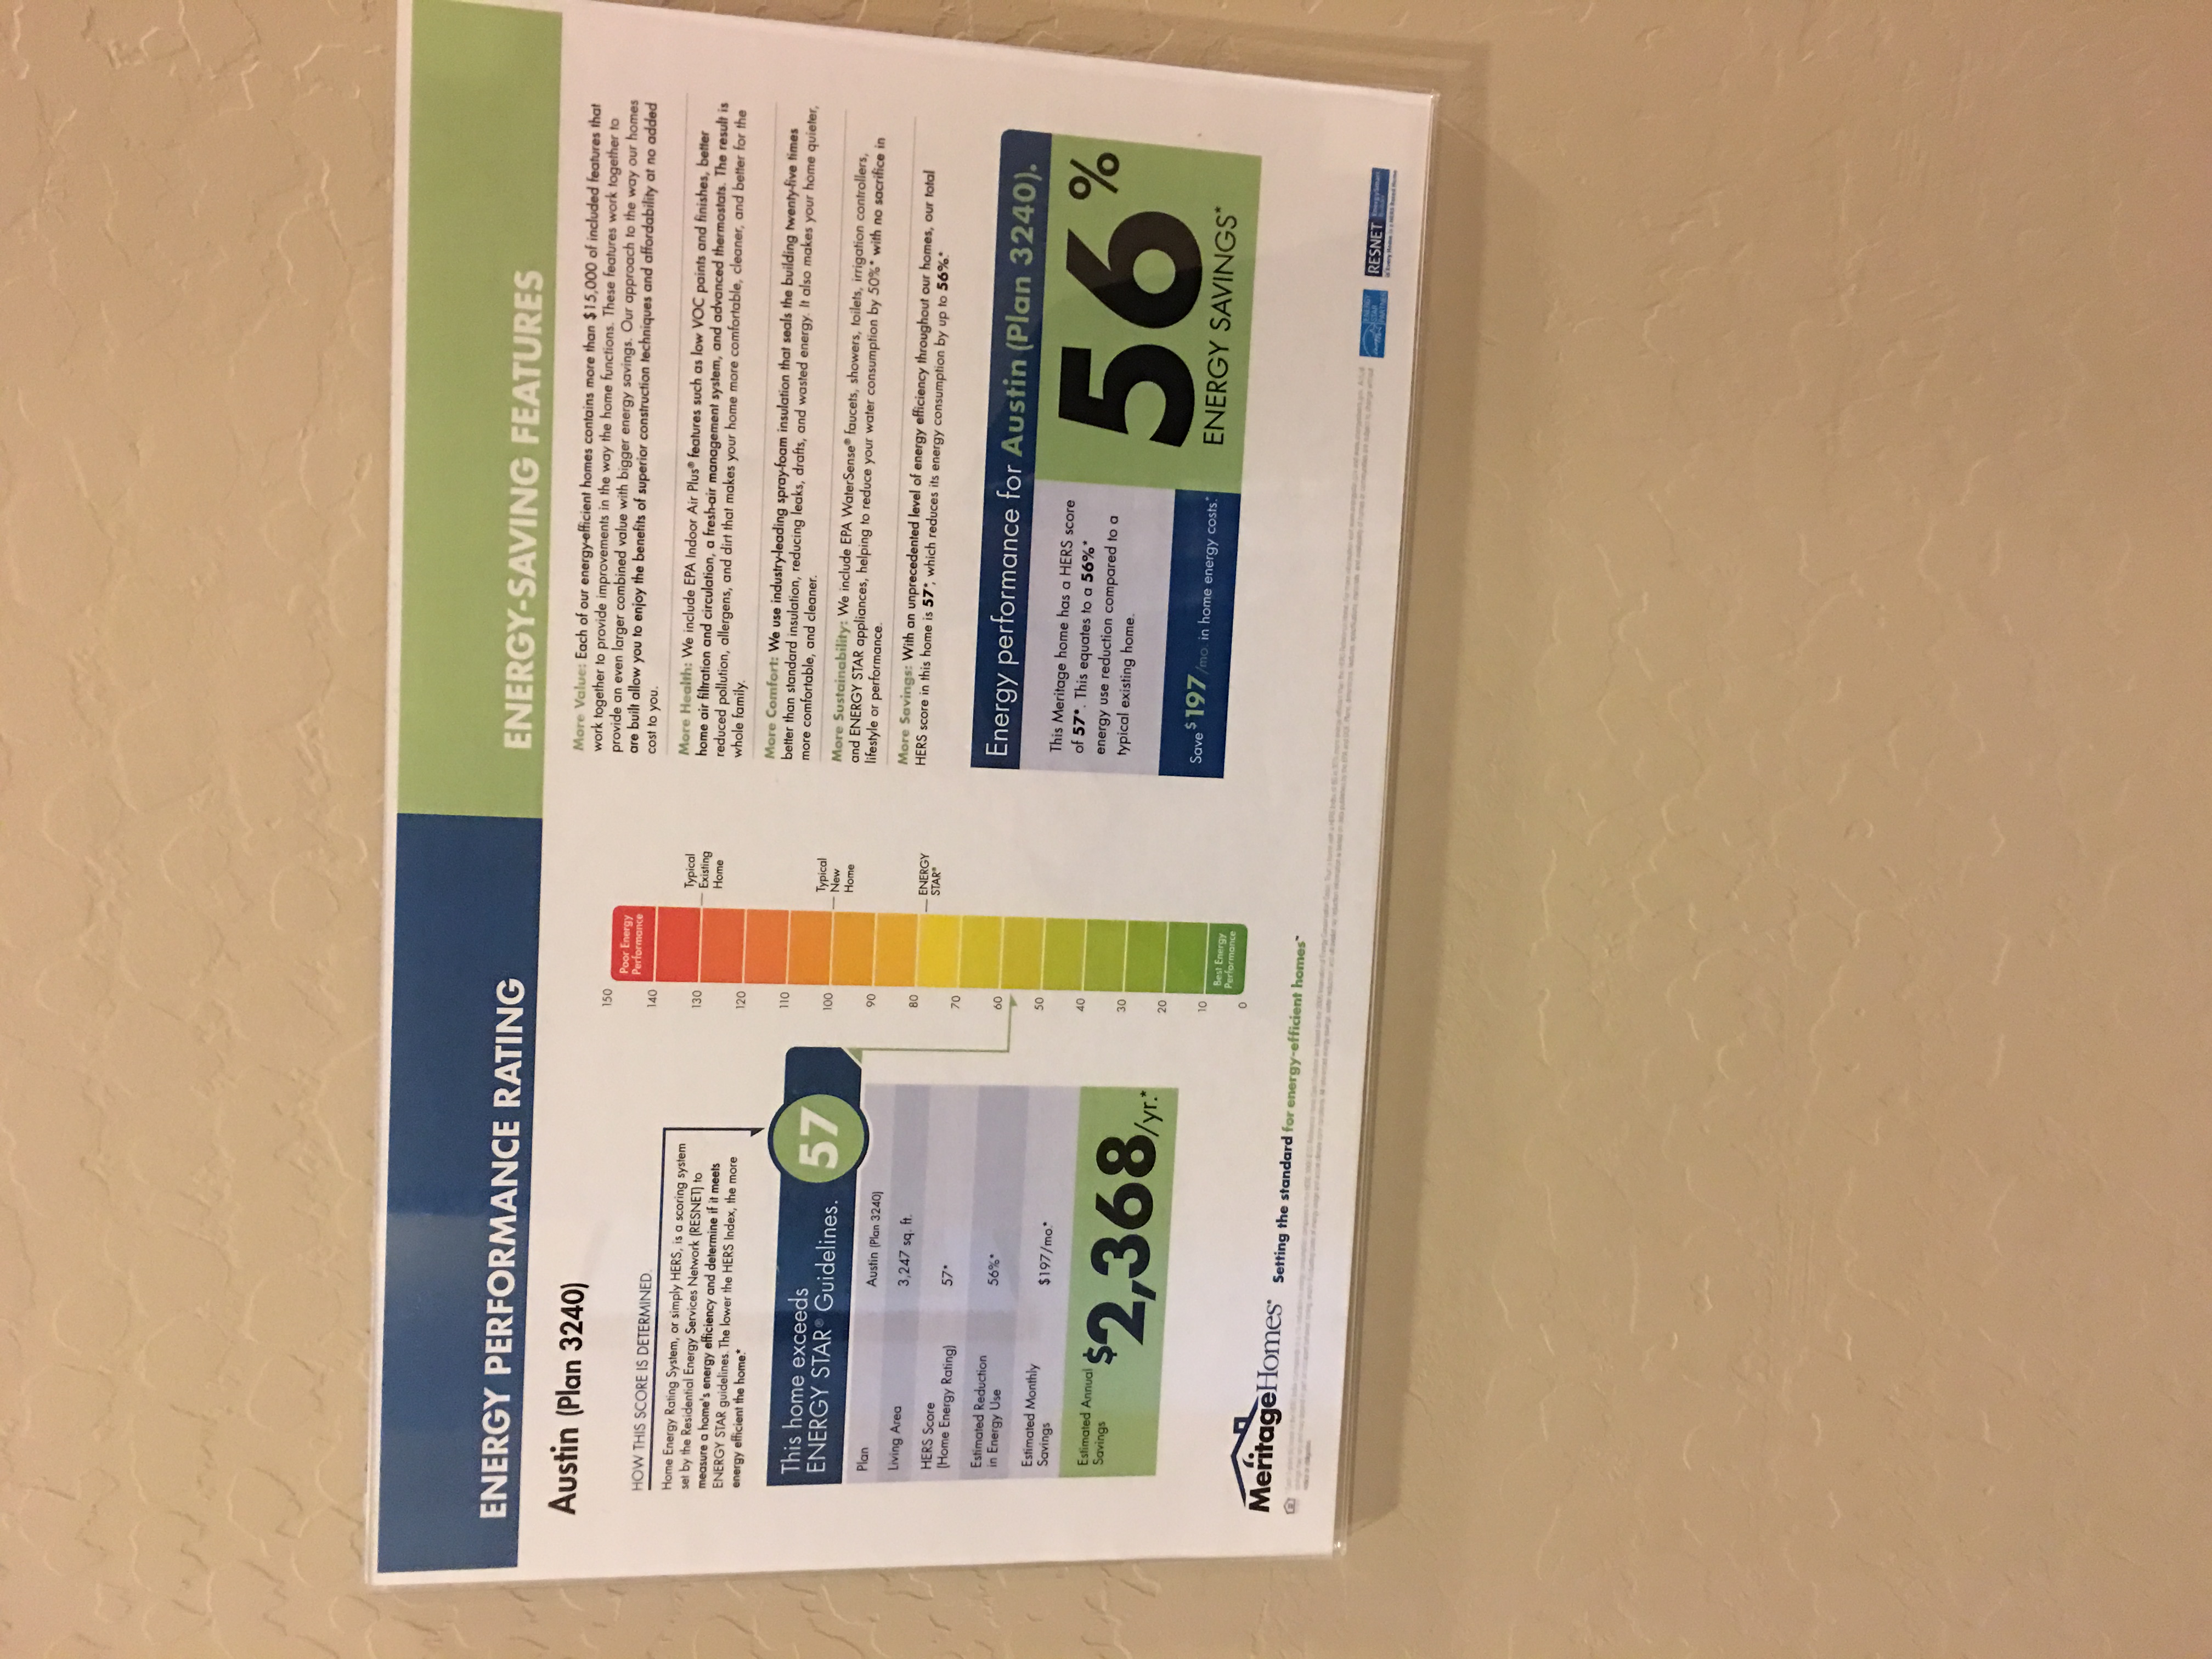 ENERGY PERFORMANCE RATING
Austin (Plan 3240)
HOW THIS SCORE IS DETERMINED.
Home Energy Rating System, or simply HERS, is a scoring system
set by the Residential Energy Services Network (RESNET) to
measure a home's energy efficiency and determine if it meets
ENERGY STAR guidelines. The lower the HERS Index, the more
energy efficient the home.*
This home exceeds
ENERGY STAR® Guidelines.
57
Plan Austin (Plan 3240)
Living Area 3,247 sq. ft.
HERS Score
(Home Energy Rating) 57*
Estimated Reduction
in Energy Use 56%*
Estimated Monthly
Savings $197/mo.*
Estimated Annual
Savings
$2,368/yr.*
150
Poor Energy
Performance
140
130
Typical
Existing
Home
120
110
100
Typical
New
Home
90
80
ENERGY
STAR®
70
60
50
40
30
20
10
Best Energy
Performance
0
MeritageHomes®
Setting the standard for energy-efficient homes™
ENERGY-SAVING FEATURES
More Value: Each of our energy-efficient homes contains more than $15,000 of included features that
work together to provide improvements in the way the home functions. These features work together to
provide an even larger combined value with bigger energy savings. Our approach to the way our homes
are built allow you to enjoy the benefits of superior construction techniques and affordability at no added
cost to you.
More Health: We include EPA Indoor Air Plus® features such as low VOC paints and finishes, better
home air filtration and circulation, a fresh-air management system, and advanced thermostats. The result is
reduced pollution, allergens, and dirt that makes your home more comfortable, cleaner, and better for the
whole family.
More Comfort: We use industry-leading spray-foam insulation that seals the building twenty-five times
better than standard insulation, reducing leaks, drafts, and wasted energy. It also makes your home quieter,
more comfortable, and cleaner.
More Sustainability: We include EPA WaterSense® faucets, showers, toilets, irrigation controllers,
and ENERGY STAR appliances, helping to reduce your water consumption by 50%* with no sacrifice in
lifestyle or performance.
More Savings: With an unprecedented level of energy efficiency throughout our homes, our total
HERS score in this home is 57*, which reduces its energy consumption by up to 56%.*
Energy performance for Austin (Plan 3240).
This Meritage home has a HERS score
of 57*. This equates to a 56%*
energy use reduction compared to a
typical existing home.
Save $197/mo. in home energy costs.*
56%
ENERGY SAVINGS*
ENERGY
STAR
PARTNER
RESNET EnergySmart